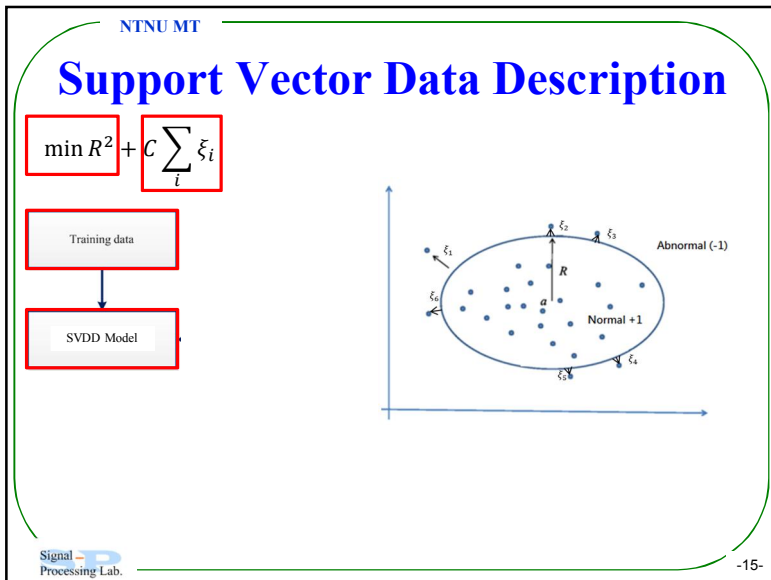 NTNU MT
Support Vector Data Description
min R² + C ∑ᵢ ξᵢ
Training data
SVDD Model
ξ₂
ξ₃
Abnormal (-1)
ξ₁
R
ξ₆
a
Normal +1
ξ₄
ξ₅
Signal –
Processing Lab.
SP
-15-